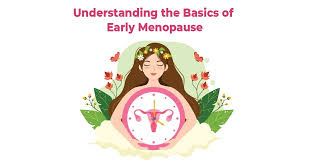 Understanding the Basics of
Early Menopause